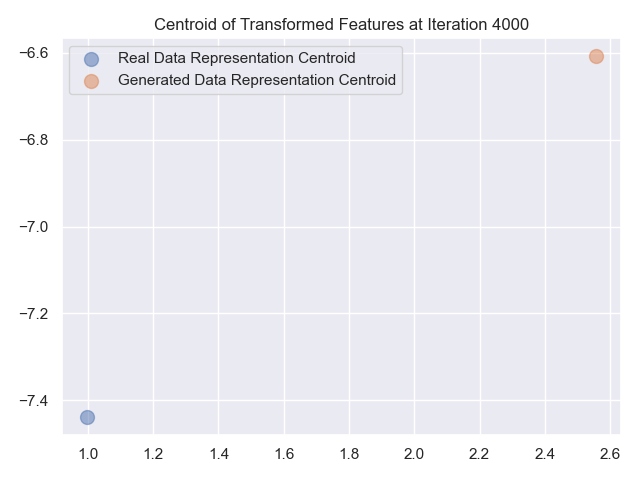 Centroid of Transformed Features at Iteration 4000
Real Data Representation Centroid
Generated Data Representation Centroid
−6.6
−6.8
−7.0
−7.2
−7.4
1.0 1.2 1.4 1.6 1.8 2.0 2.2 2.4 2.6